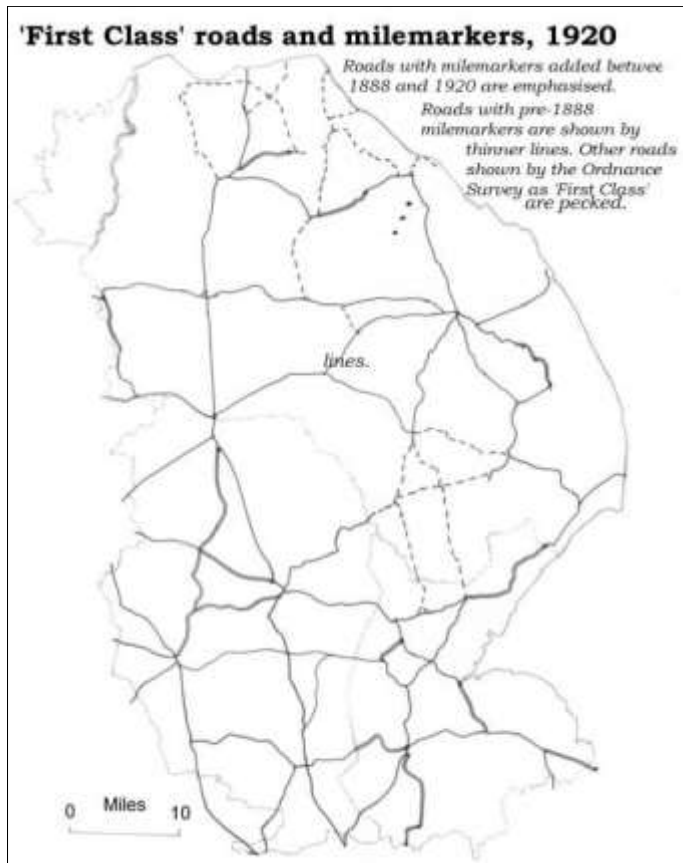 'First Class' roads and milemarkers, 1920
Roads with milemarkers added betwee
1888 and 1920 are emphasised.
Roads with pre-1888
milemarkers are shown by
thinner lines. Other roads
shown by the Ordnance
Survey as 'First Class'
are pecked.
lines.
0 Miles 10